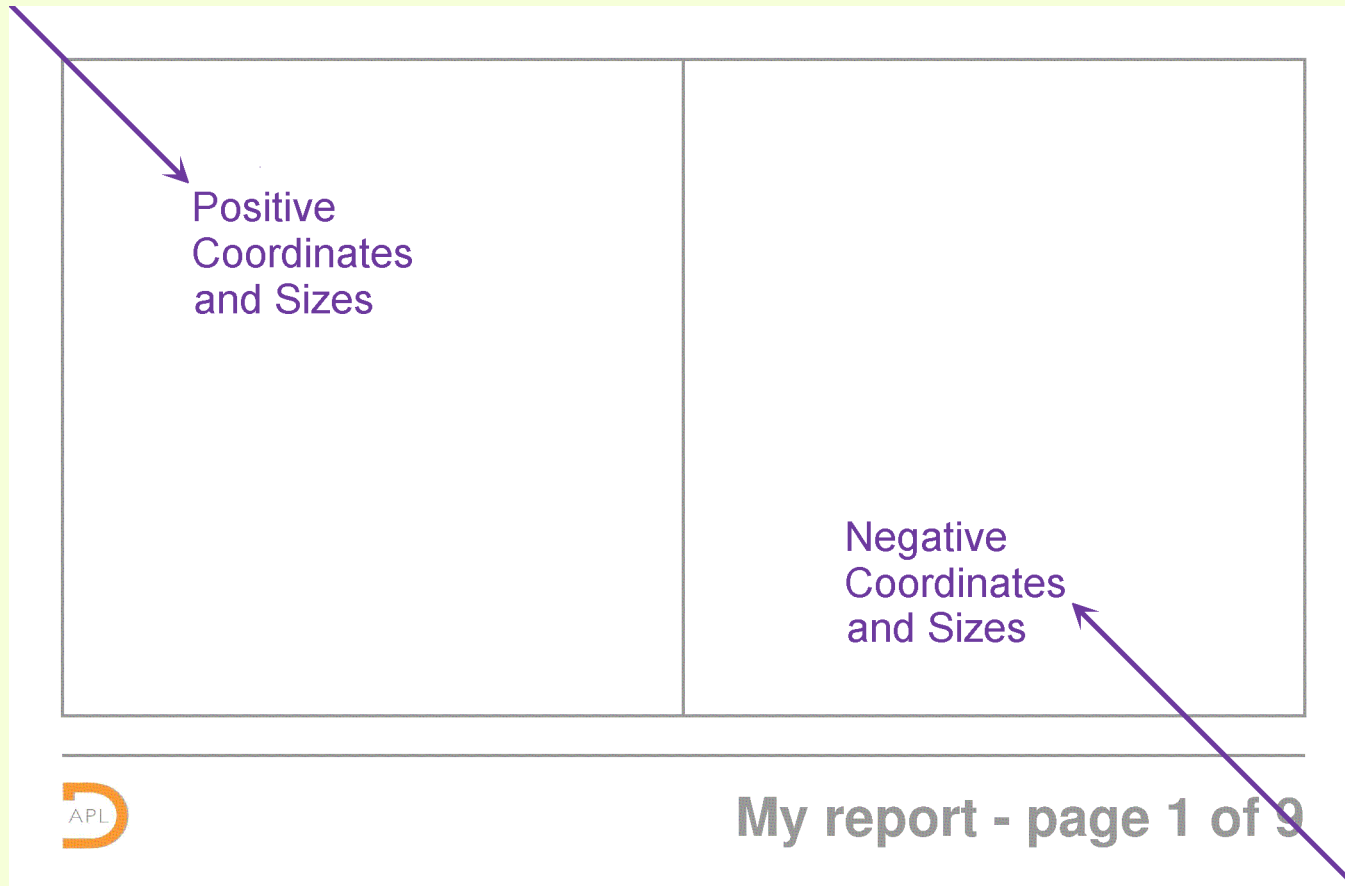 Positive
Coordinates
and Sizes
Negative
Coordinates
and Sizes
APL
My report - page 1 of 9